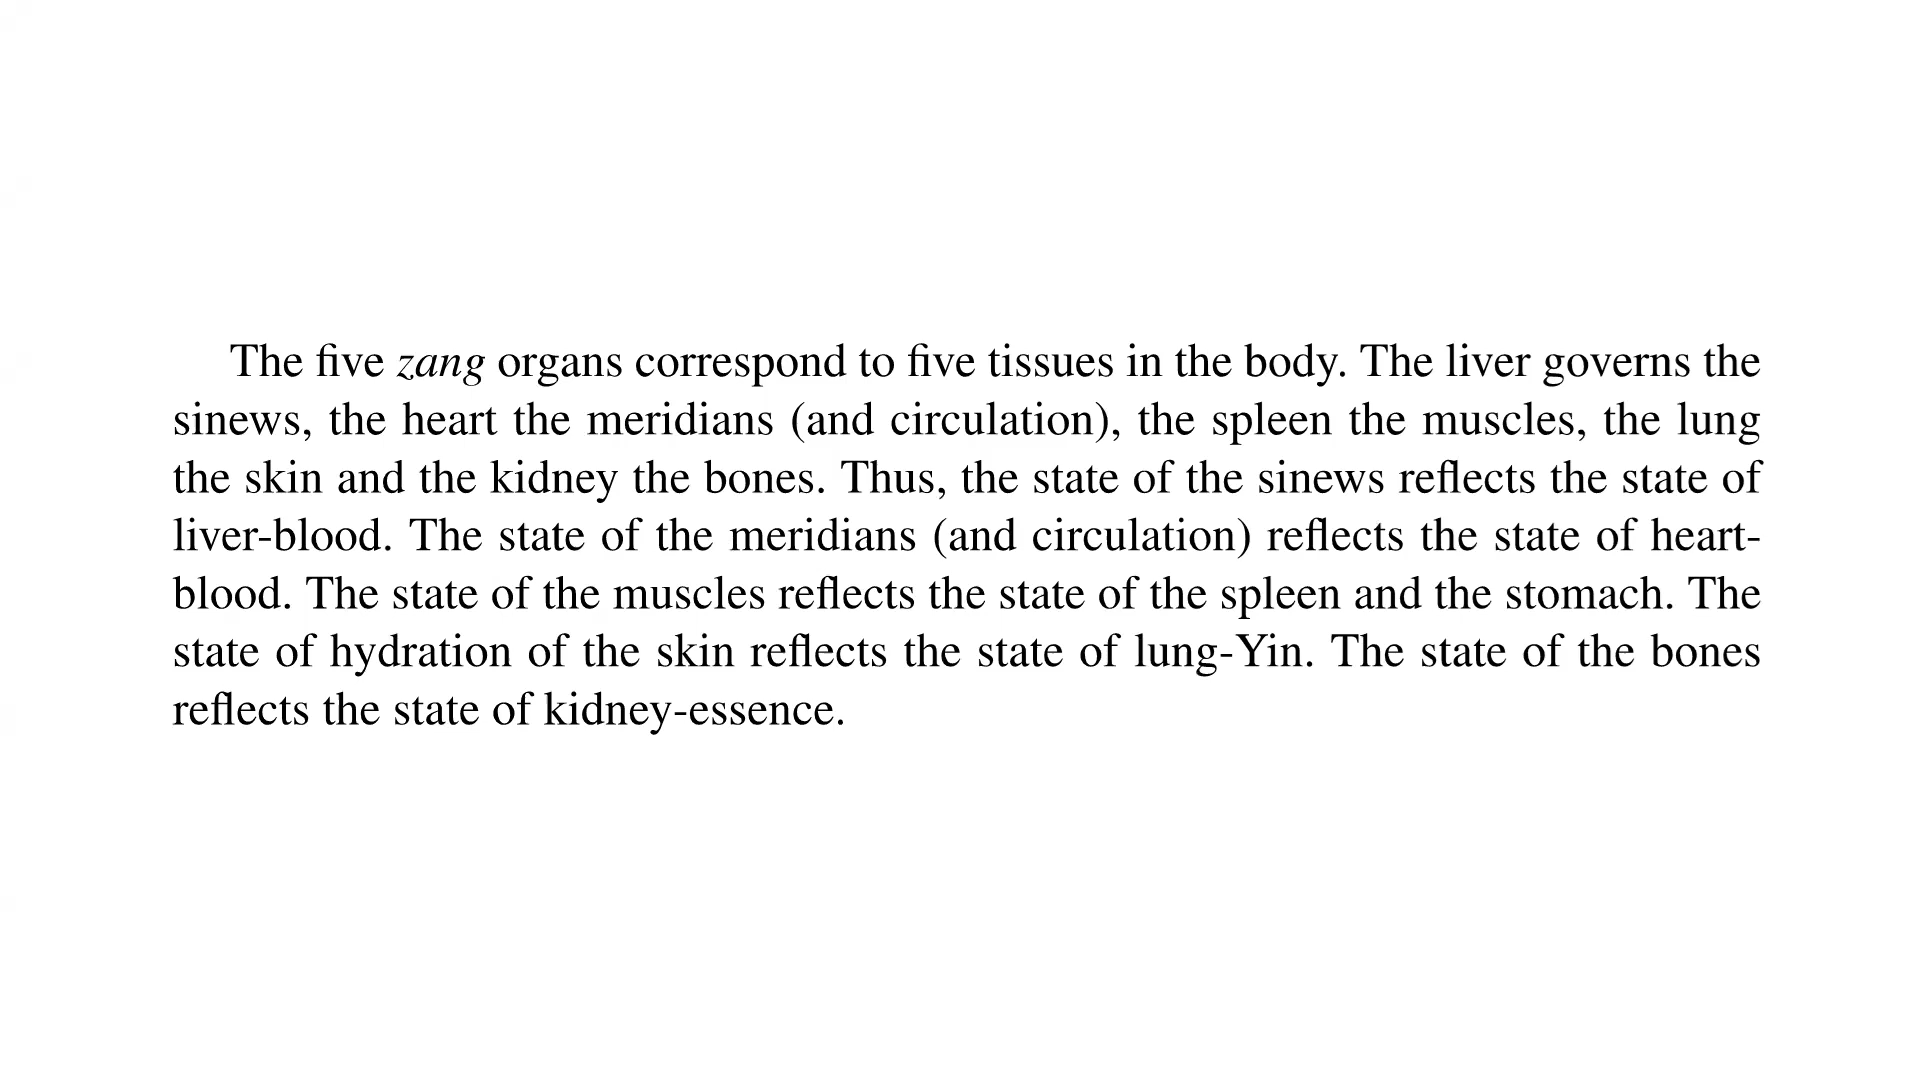 The five zang organs correspond to five tissues in the body. The liver governs the
sinews, the heart the meridians (and circulation), the spleen the muscles, the lung
the skin and the kidney the bones. Thus, the state of the sinews reflects the state of
liver-blood. The state of the meridians (and circulation) reflects the state of heart-
blood. The state of the muscles reflects the state of the spleen and the stomach. The
state of hydration of the skin reflects the state of lung-Yin. The state of the bones
reflects the state of kidney-essence.